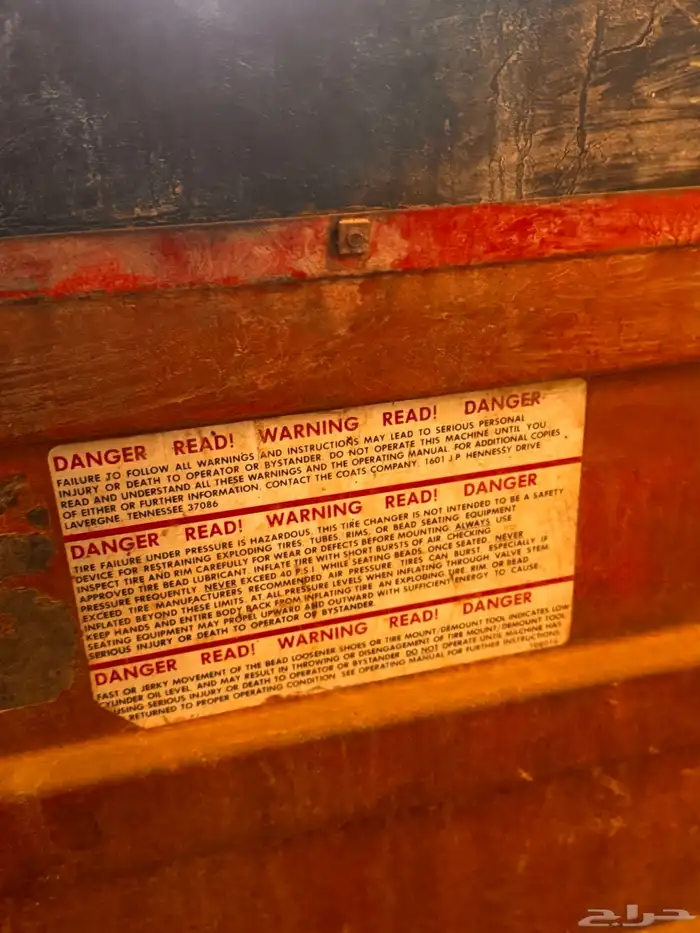 DANGER READ! WARNING READ! DANGER
FAILURE TO FOLLOW ALL WARNINGS AND INSTRUCTIONS MAY LEAD TO SERIOUS PERSONAL
INJURY OR DEATH TO OPERATOR OR BYSTANDER. DO NOT OPERATE THIS MACHINE UNTIL YOU
READ AND UNDERSTAND ALL THESE WARNINGS AND THE OPERATING MANUAL. FOR ADDITIONAL COPIES
OF EITHER OR FURTHER INFORMATION, CONTACT THE COATS COMPANY, 1601 J.P. HENNESSY DRIVE
LAVERGNE, TENNESSEE 37086
DANGER READ! WARNING READ! DANGER
TIRE FAILURE UNDER PRESSURE IS HAZARDOUS. THIS TIRE CHANGER IS NOT INTENDED TO BE A SAFETY
DEVICE FOR RESTRAINING EXPLODING TIRES, TUBES, RIMS, OR BEAD SEATING EQUIPMENT.
INSPECT TIRE AND RIM CAREFULLY FOR WEAR OR DEFECTS BEFORE MOUNTING. ALWAYS USE
APPROVED TIRE BEAD LUBRICANT. INFLATE TIRE WITH SHORT BURSTS OF AIR. CHECKING
PRESSURE FREQUENTLY. NEVER EXCEED 40 P.S.I. WHILE SEATING BEADS. ONCE SEATED, NEVER
EXCEED TIRE MANUFACTURERS RECOMMENDED AIR PRESSURE. TIRES CAN BURST ESPECIALLY IF
INFLATED BEYOND THESE LIMITS. AT ALL PRESSURE LEVELS WHEN INFLATING THROUGH VALVE STEM
KEEP HANDS AND ENTIRE BODY BACK FROM INFLATING TIRE. AN EXPLODING TIRE, RIM, OR BEAD
SEATING EQUIPMENT MAY PROPEL UPWARD AND OUTWARD WITH SUFFICIENT ENERGY TO CAUSE
SERIOUS INJURY OR DEATH TO OPERATOR OR BYSTANDER.
DANGER READ! WARNING READ! DANGER
FAST OR JERKY MOVEMENT OF THE BEAD LOOSENER SHOES OR TIRE MOUNT/DEMOUNT TOOL INDICATES LOW
CYLINDER OIL LEVEL AND MAY RESULT IN THROWING OR DISENGAGEMENT OF TIRE MOUNT/DEMOUNT TOOL
CAUSING SERIOUS INJURY OR DEATH TO OPERATOR OR BYSTANDER. DO NOT OPERATE UNTIL MACHINE HAS
RETURNED TO PROPER OPERATING CONDITION. SEE OPERATING MANUAL FOR FURTHER INSTRUCTIONS.
حراج